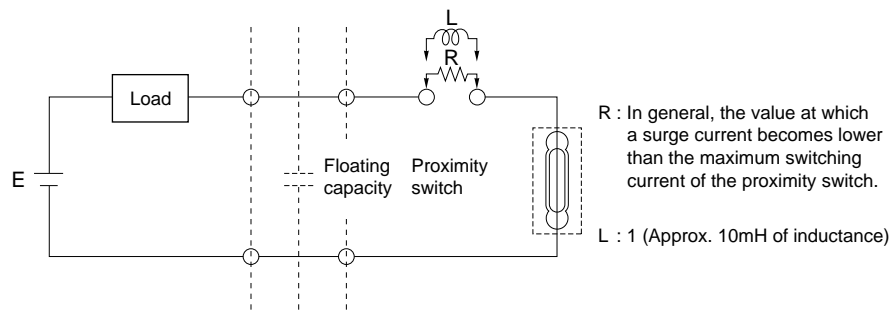 L
R
Load
E
Floating
capacity
Proximity
switch
R : In general, the value at which
a surge current becomes lower
than the maximum switching
current of the proximity switch.
L : 1 (Approx. 10mH of inductance)